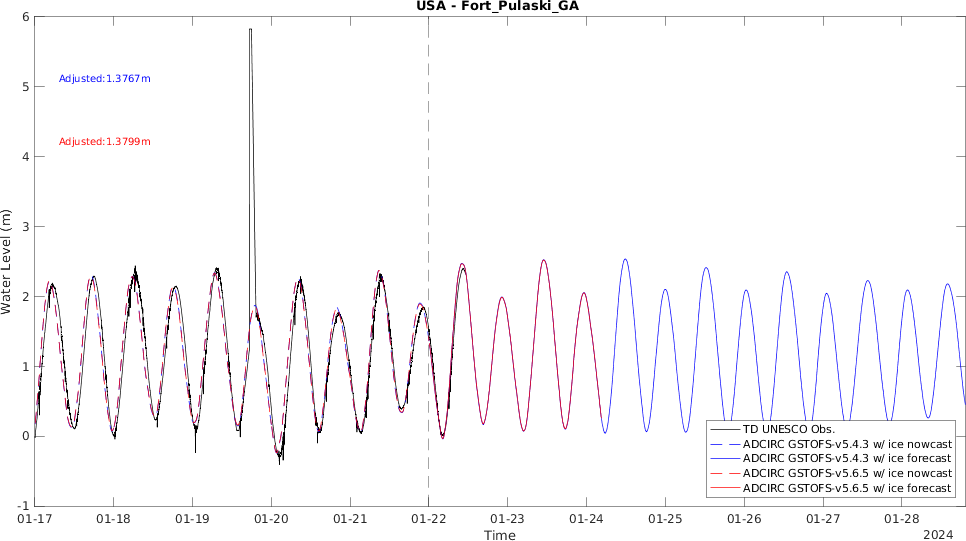 USA - Fort_Pulaski_GA
6
5
4
3
2
1
0
-1
Water Level (m)
Adjusted:1.3767m
Adjusted:1.3799m
TD UNESCO Obs.
ADCIRC GSTOFS-v5.4.3 w/ ice nowcast
ADCIRC GSTOFS-v5.4.3 w/ ice forecast
ADCIRC GSTOFS-v5.6.5 w/ ice nowcast
ADCIRC GSTOFS-v5.6.5 w/ ice forecast
01-17 01-18 01-19 01-20 01-21 01-22 01-23 01-24 01-25 01-26 01-27 01-28
Time
2024